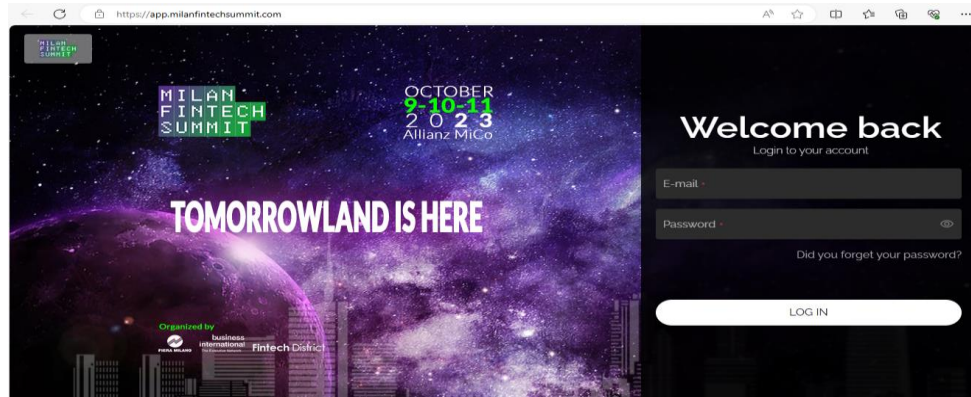 https://app.milanfintechsummit.com
MILAN
FINTECH
SUMMIT
MILAN
FINTECH
SUMMIT
OCTOBER
9-10-11
2023
Allianz MiCo
TOMORROWLAND IS HERE
Organized by
FIERA MILANO
business
international
Fintech District
Welcome back
Login to your account
E-mail *
Password *
Did you forget your password?
LOG IN